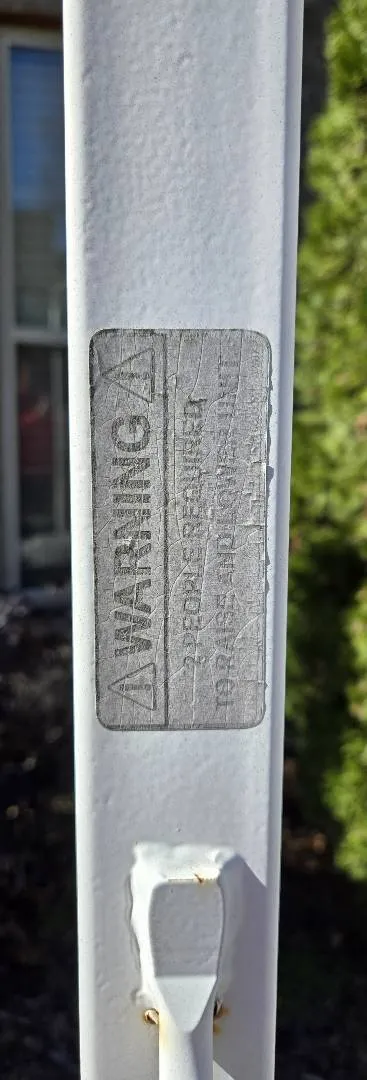 WARNING
2 PEOPLE REQUIRED
TO RAISE AND LOWER UNIT